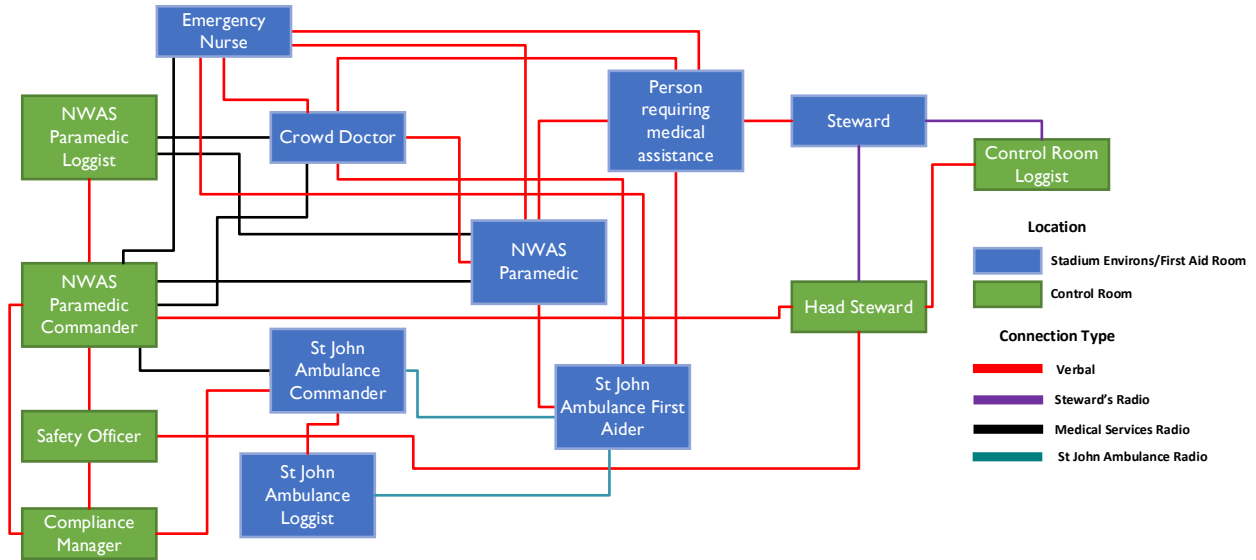 Emergency
Nurse
NWAS
Paramedic
Loggist
Crowd Doctor
Person
requiring
medical
assistance
Steward
Control Room
Loggist
NWAS
Paramedic
NWAS
Paramedic
Commander
Head Steward
St John
Ambulance
Commander
St John
Ambulance First
Aider
Safety Officer
St John
Ambulance
Loggist
Compliance
Manager
Location
Stadium Environs/First Aid Room
Control Room
Connection Type
Verbal
Steward's Radio
Medical Services Radio
St John Ambulance Radio